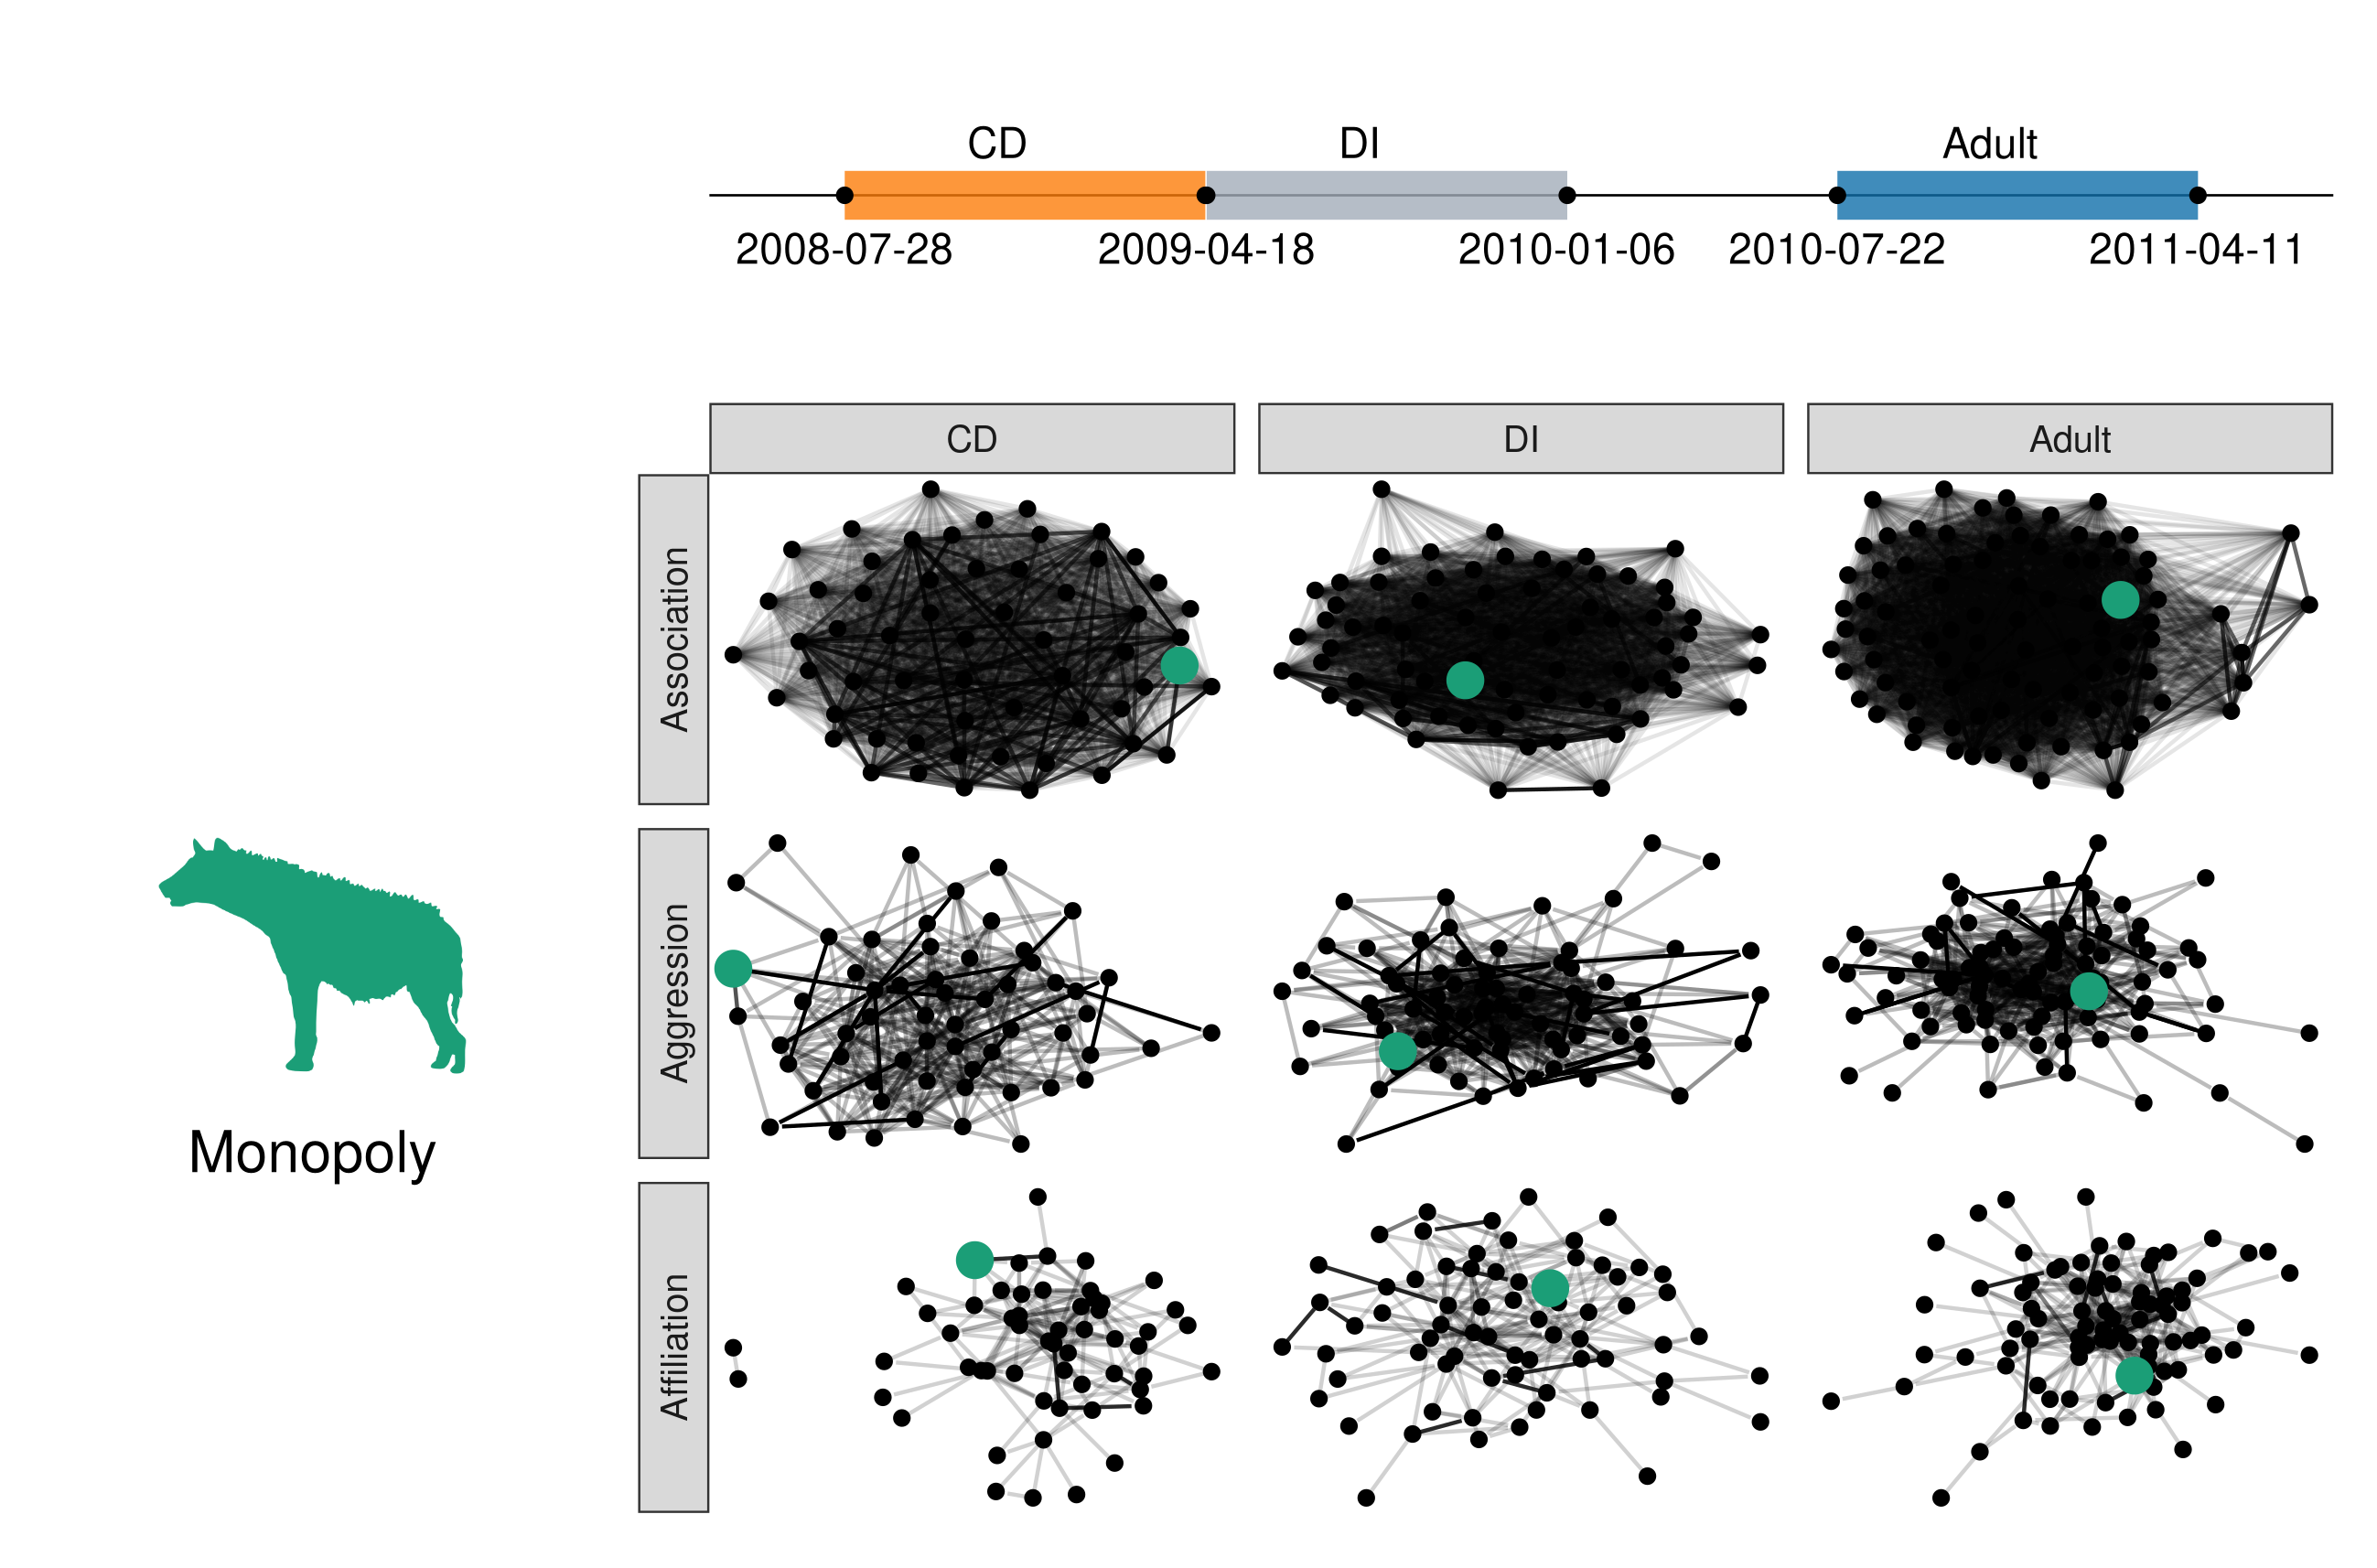 CD DI Adult
2008-07-28 2009-04-18 2010-01-06 2010-07-22 2011-04-11
CD DI Adult
Association
Aggression
Monopoly
Affiliation